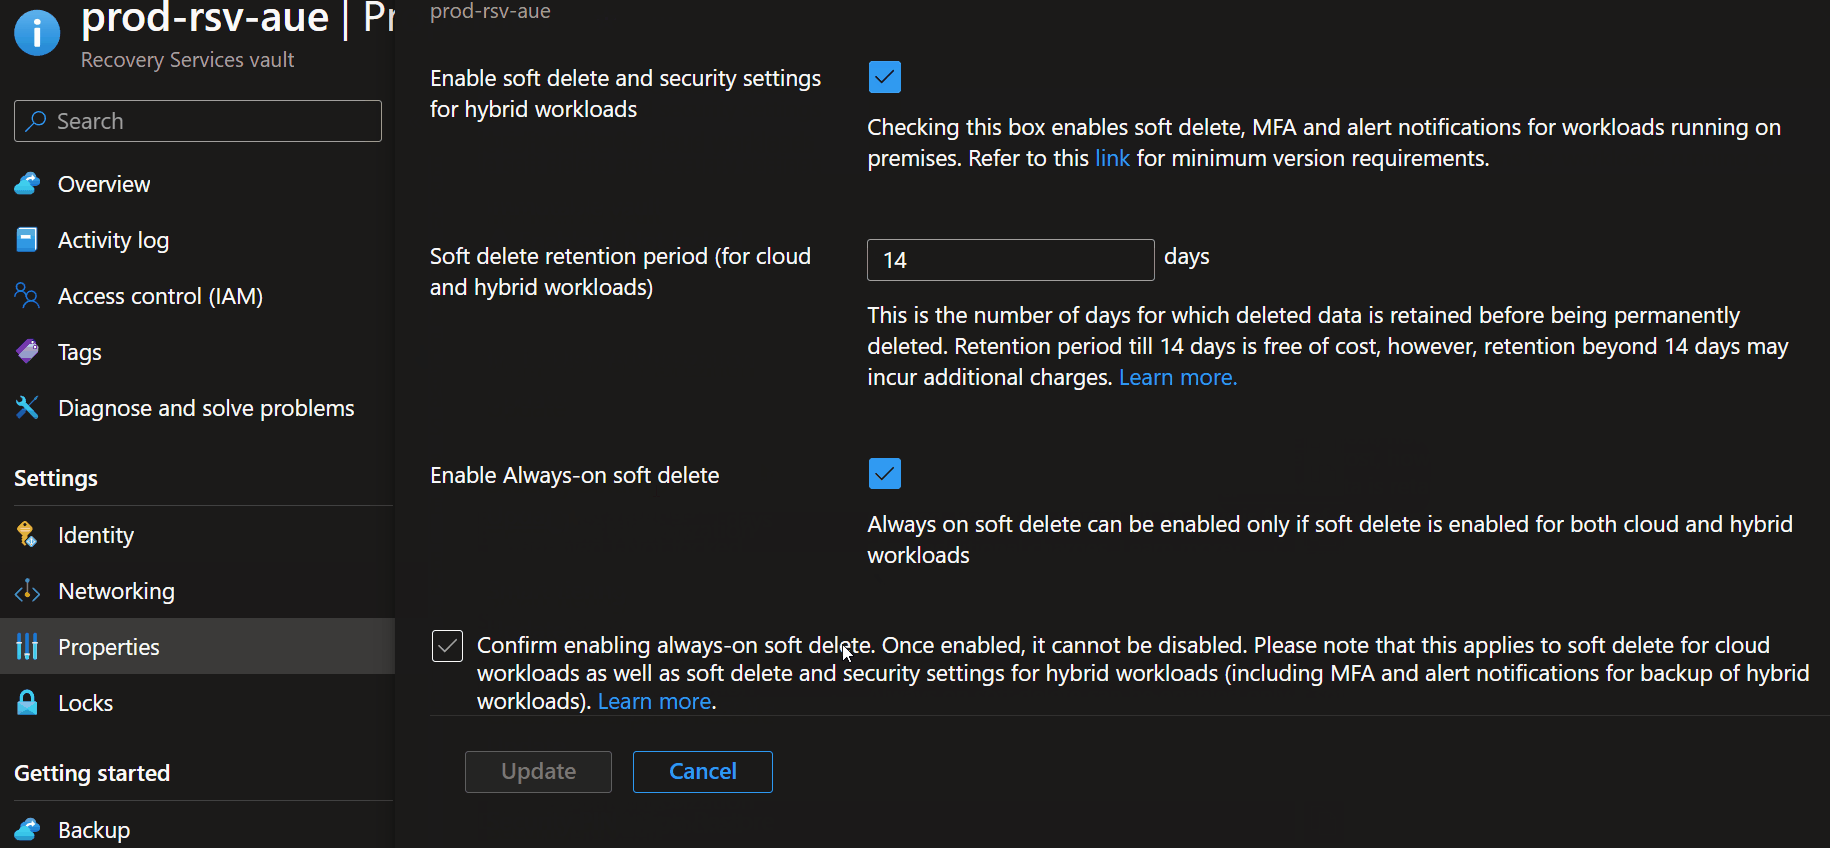 prod-rsv-aue | Pr
Recovery Services vault
Search
Overview
Activity log
Access control (IAM)
Tags
Diagnose and solve problems
Settings
Identity
Networking
Properties
Locks
Getting started
Backup
prod-rsv-aue
Enable soft delete and security settings
for hybrid workloads
Checking this box enables soft delete, MFA and alert notifications for workloads running on
premises. Refer to this link for minimum version requirements.
Soft delete retention period (for cloud
and hybrid workloads)
14 days
This is the number of days for which deleted data is retained before being permanently
deleted. Retention period till 14 days is free of cost, however, retention beyond 14 days may
incur additional charges. Learn more.
Enable Always-on soft delete
Always on soft delete can be enabled only if soft delete is enabled for both cloud and hybrid
workloads
Confirm enabling always-on soft delete. Once enabled, it cannot be disabled. Please note that this applies to soft delete for cloud
workloads as well as soft delete and security settings for hybrid workloads (including MFA and alert notifications for backup of hybrid
workloads). Learn more.
Update
Cancel